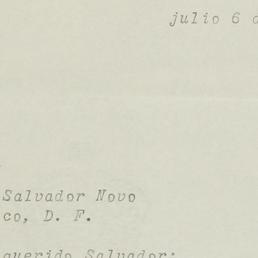 julio 6 d
Salvador Novo
co, D. F.
querido Salvador: